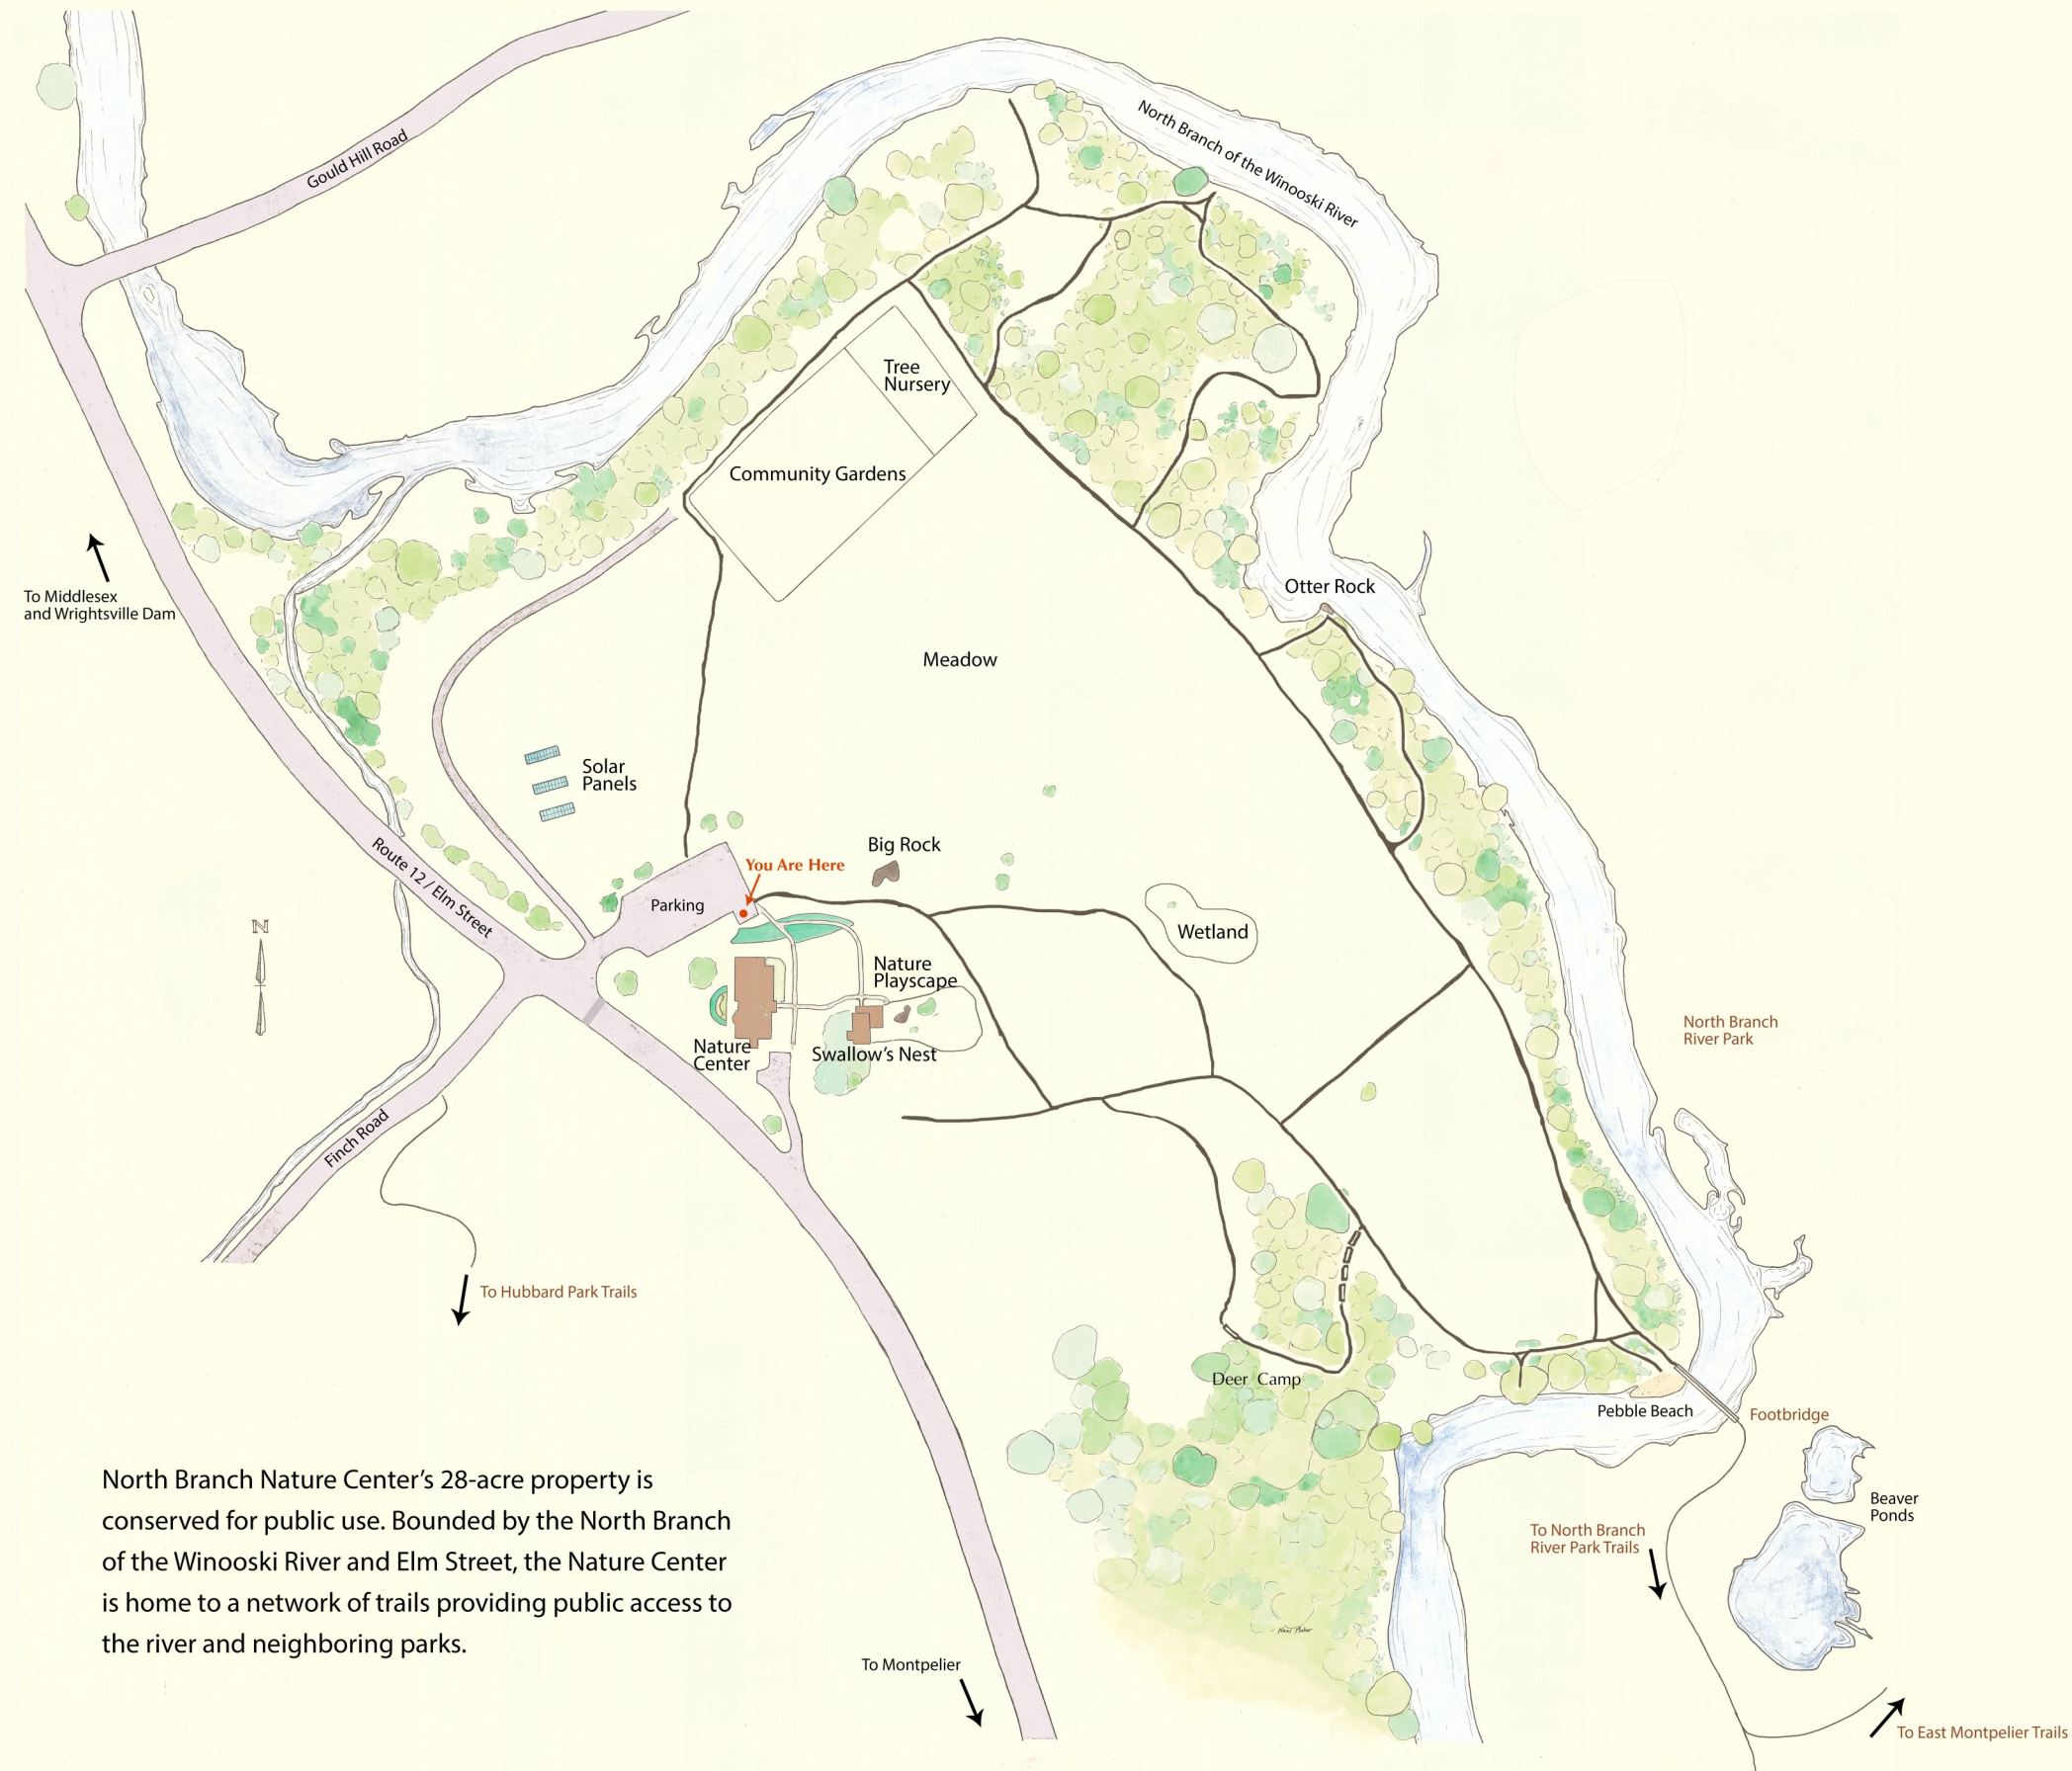 Gould Hill Road
North Branch of the Winooski River
Tree
Nursery
Community Gardens
To Middlesex
and Wrightsville Dam
Otter Rock
Meadow
Solar
Panels
Route 12 / Elm Street
Big Rock
You Are Here
Parking
N
Wetland
Nature
Playscape
North Branch
River Park
Nature
Center
Swallow's Nest
Finch Road
To Hubbard Park Trails
Deer Camp
Pebble Beach
Footbridge
North Branch Nature Center's 28-acre property is
conserved for public use. Bounded by the North Branch
of the Winooski River and Elm Street, the Nature Center
is home to a network of trails providing public access to
the river and neighboring parks.
Beaver
Ponds
To North Branch
River Park Trails
To Montpelier
To East Montpelier Trails